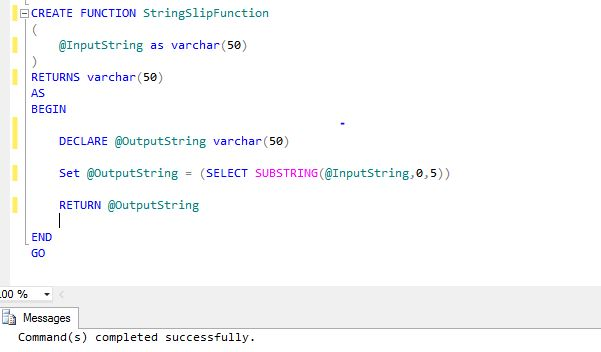 CREATE FUNCTION StringSlipFunction
(
@InputString as varchar(50)
)
RETURNS varchar(50)
AS
BEGIN
DECLARE @OutputString varchar(50)
Set @OutputString = (SELECT SUBSTRING(@InputString,0,5))
RETURN @OutputString
END
GO
.00 %
Messages
Command(s) completed successfully.